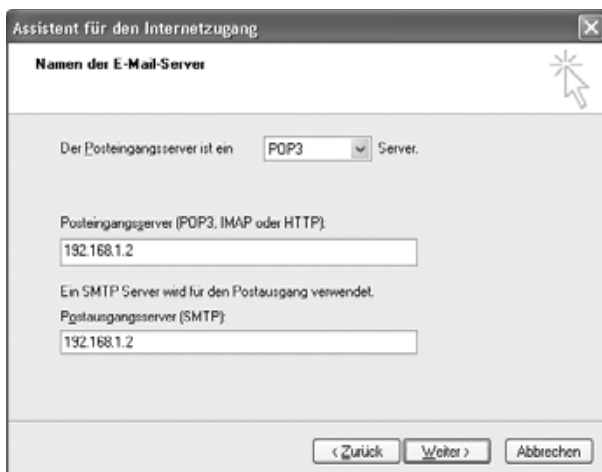 Assistent für den Internetzugang
Namen der E-Mail-Server
Der Posteingangsserver ist ein POP3 Server.
Posteingangsserver (POP3, IMAP oder HTTP):
192.168.1.2
Ein SMTP Server wird für den Postausgang verwendet.
Postausgangsserver (SMTP):
192.168.1.2
< Zurück Weiter > Abbrechen